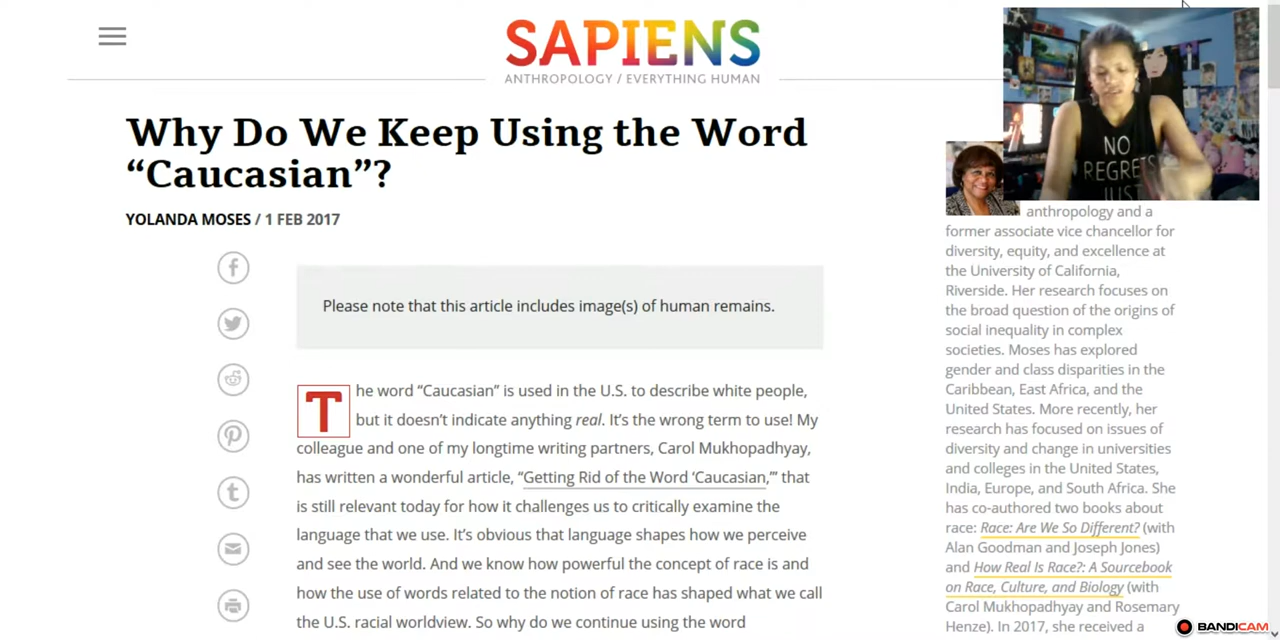 SAPIENS
ANTHROPOLOGY / EVERYTHING HUMAN
Why Do We Keep Using the Word
“Caucasian”?
YOLANDA MOSES / 1 FEB 2017
Please note that this article includes image(s) of human remains.
The word “Caucasian” is used in the U.S. to describe white people,
but it doesn’t indicate anything real. It’s the wrong term to use! My
colleague and one of my longtime writing partners, Carol Mukhopadhyay,
has written a wonderful article, “Getting Rid of the Word ‘Caucasian,’” that
is still relevant today for how it challenges us to critically examine the
language that we use. It’s obvious that language shapes how we perceive
and see the world. And we know how powerful the concept of race is and
how the use of words related to the notion of race has shaped what we call
the U.S. racial worldview. So why do we continue using the word
NO
REGRETS
JUST
anthropology and a
former associate vice chancellor for
diversity, equity, and excellence at
the University of California,
Riverside. Her research focuses on
the broad question of the origins of
social inequality in complex
societies. Moses has explored
gender and class disparities in the
Caribbean, East Africa, and the
United States. More recently, her
research has focused on issues of
diversity and change in universities
and colleges in the United States,
India, Europe, and South Africa. She
has co-authored two books about
race: Race: Are We So Different? (with
Alan Goodman and Joseph Jones)
and How Real Is Race?: A Sourcebook
on Race, Culture, and Biology (with
Carol Mukhopadhyay and Rosemary
Henze). In 2017, she received a
BANDICAM